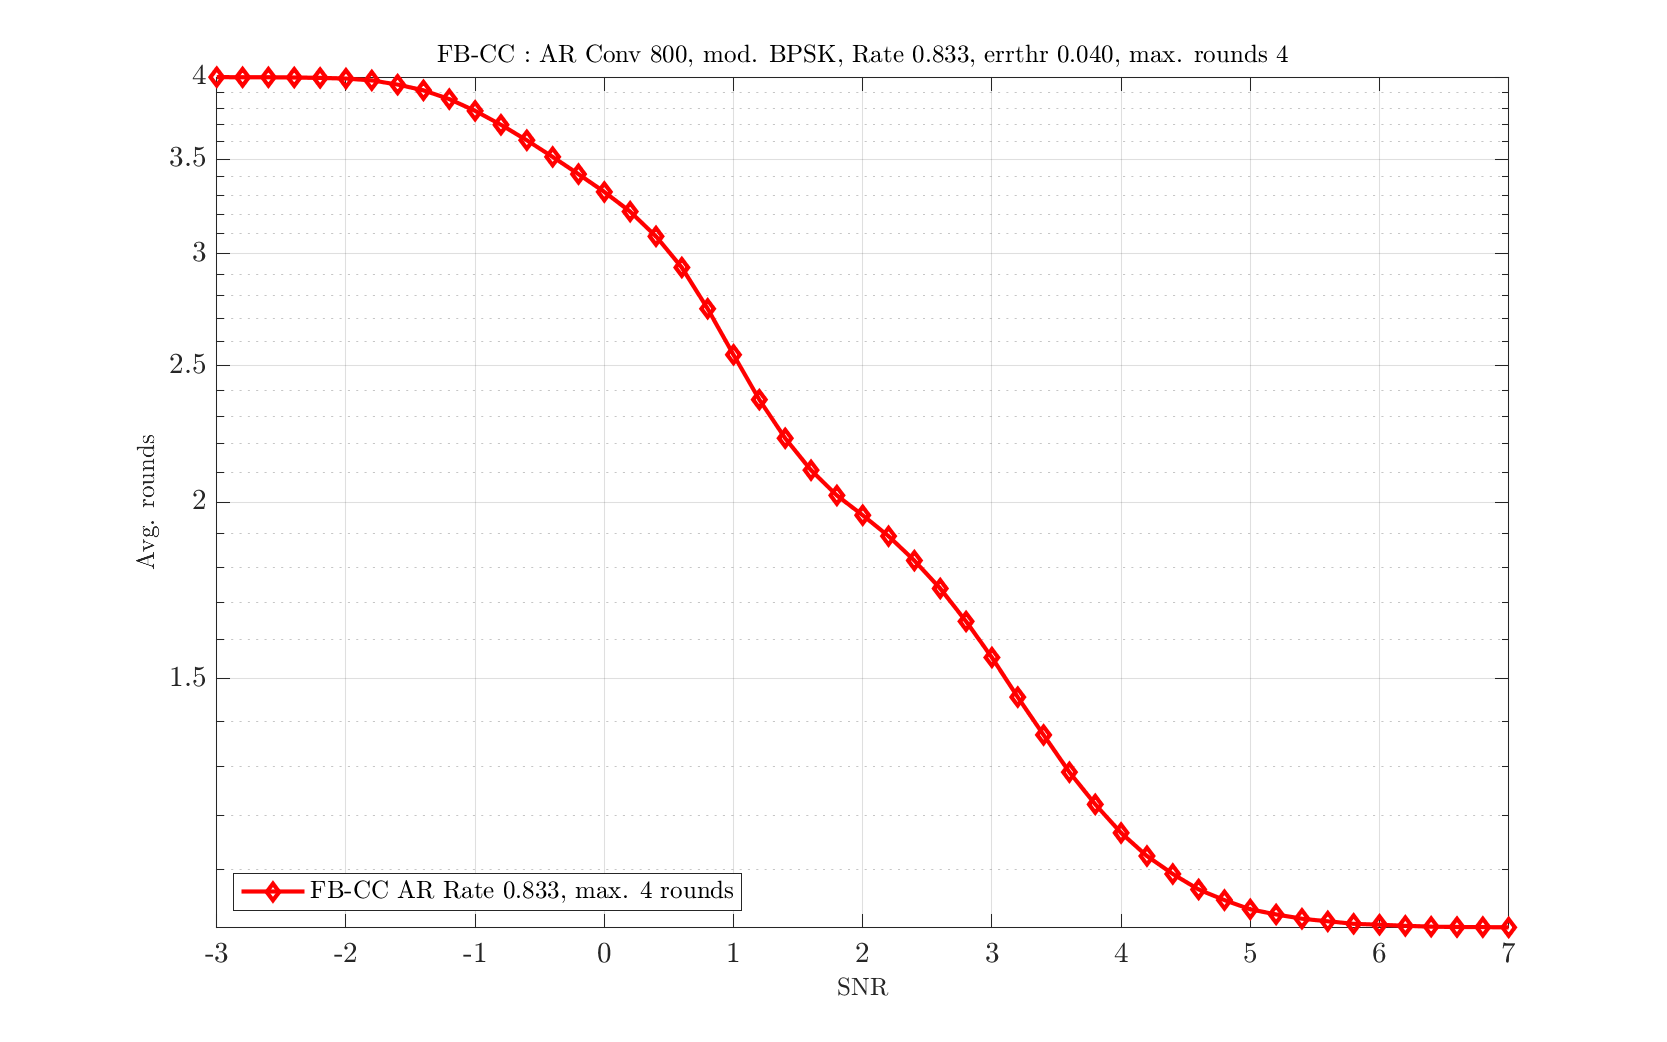 FB-CC : AR Conv 800, mod. BPSK, Rate 0.833, errthr 0.040, max. rounds 4
4
3.5
3
2.5
2
1.5
Avg. rounds
FB-CC AR Rate 0.833, max. 4 rounds
-3 -2 -1 0 1 2 3 4 5 6 7
SNR